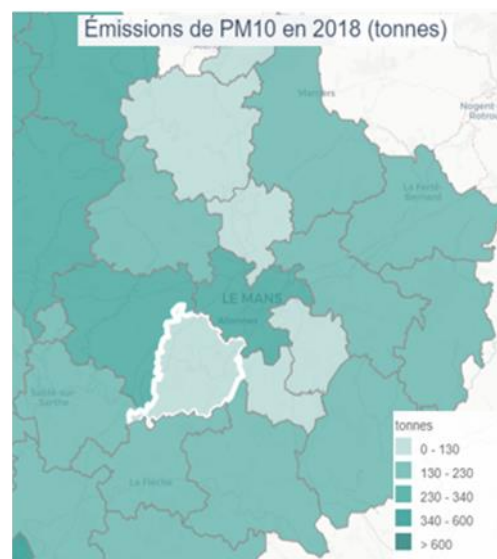 Émissions de PM10 en 2018 (tonnes)
Mamers
Nogent-le-
Rotrou
La Ferté-
Bernard
LE MANS
Allonnes
Sablé-sur-
Sarthe
La Flèche
tonnes
0 - 130
130 - 230
230 - 340
340 - 600
> 600